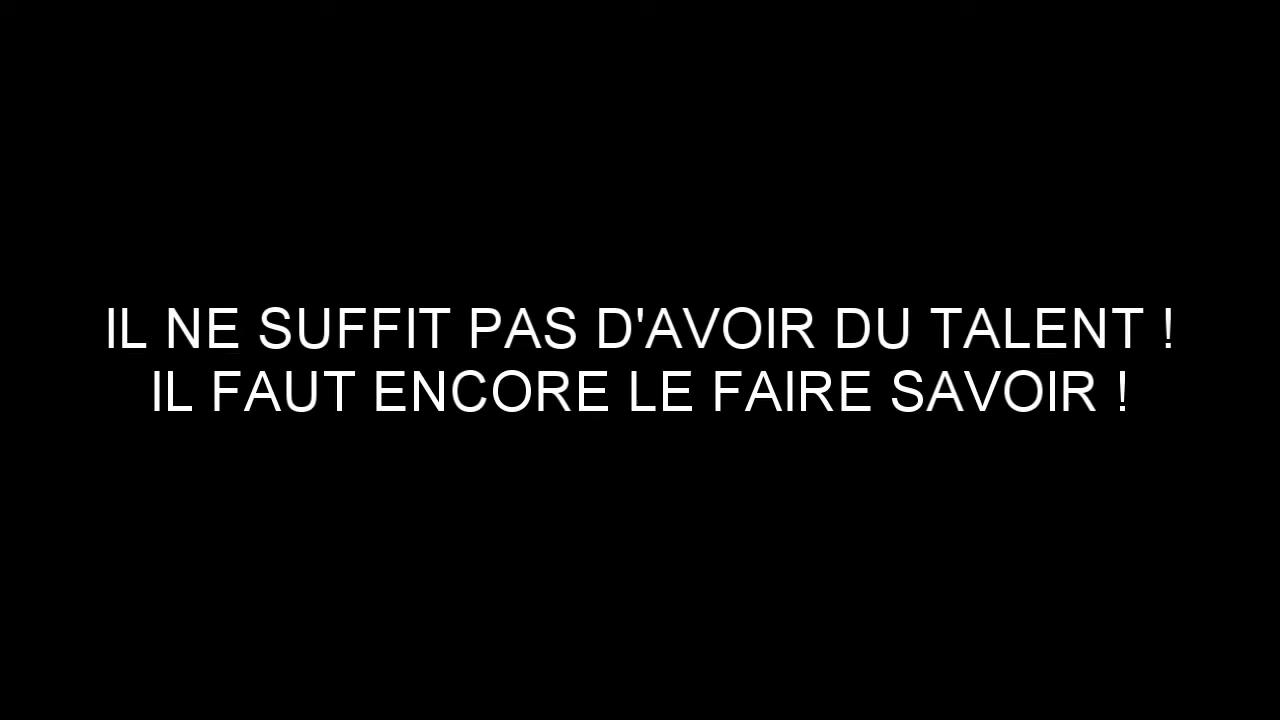 IL NE SUFFIT PAS D'AVOIR DU TALENT !
IL FAUT ENCORE LE FAIRE SAVOIR !